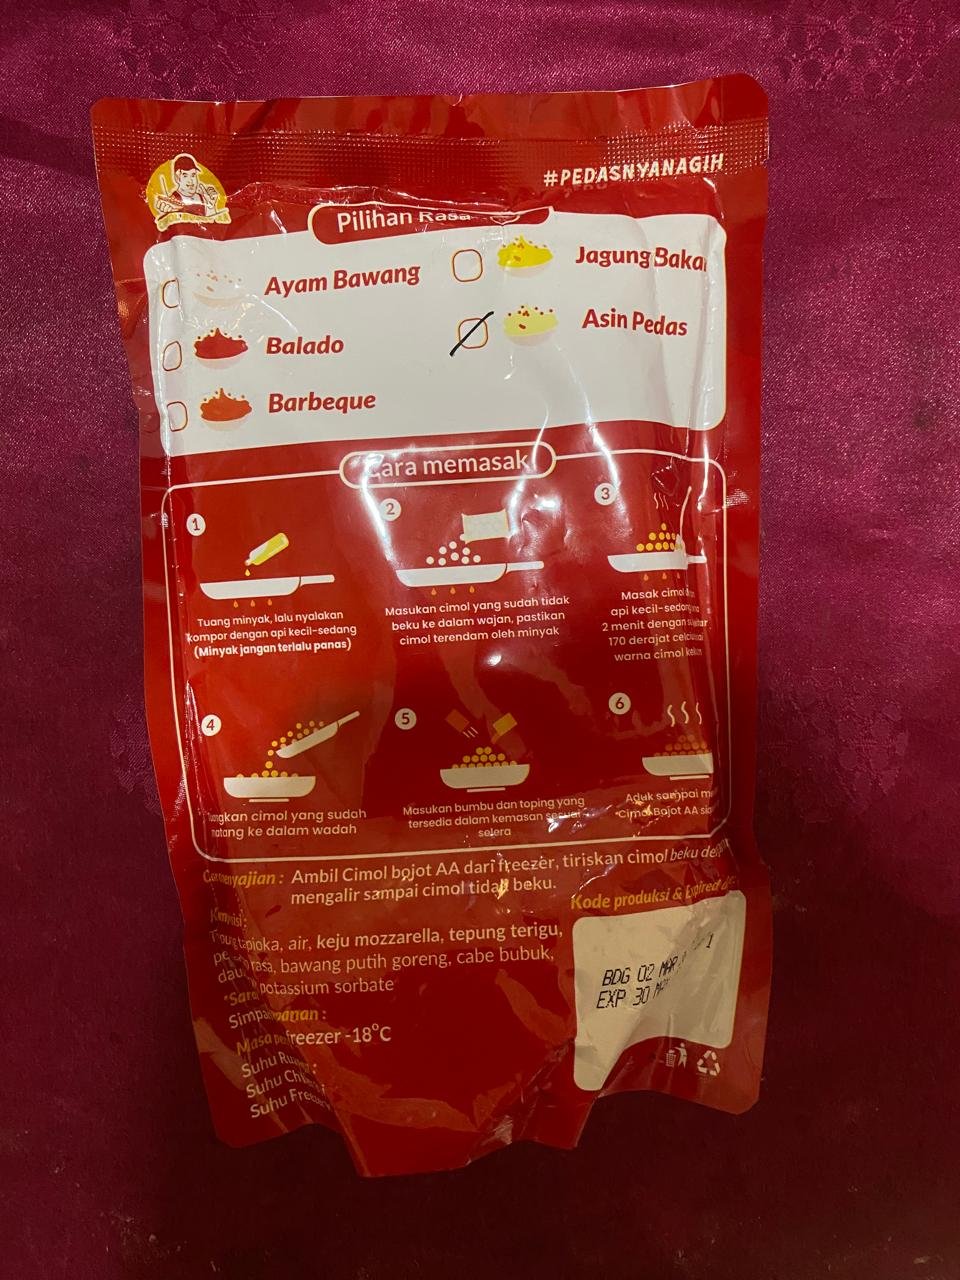 #PEDASNYANAGIH
Pilihan Rasa
Ayam Bawang
Balado
Barbeque
Jagung Baka
Asin Pedas
Cara memasak
1
Tuang minyak, lalu nyalakan
kompor dengan api kecil-sedang
(Minyak jangan terlalu panas)
2
Masukan cimol yang sudah tidak
beku ke dalam wajan, pastikan
cimol terendam oleh minyak
3
Masak cimol
api kecil-sedang
2 menit dengan
170 derajat
warna cimol
4
cimol yang sudah
matang ke dalam wadah
5
Masukan bumbu dan toping yang
tersedia dalam kemasan sesuai
selera
6
Aduk sampai
"Cimol Bojot AA
Ambil Cimol bojot AA dari freezer, tiriskan cimol beku
mengalir sampai cimol tidak beku.
tapioka, air, keju mozzarella, tepung terigu,
rasa, bawang putih goreng, cabe bubuk,
potassium sorbate
freezer -18°C
Masa
Suhu
Suhu
Suhu
Kode produksi & Expired
BDG 02 MAR
EXP 30